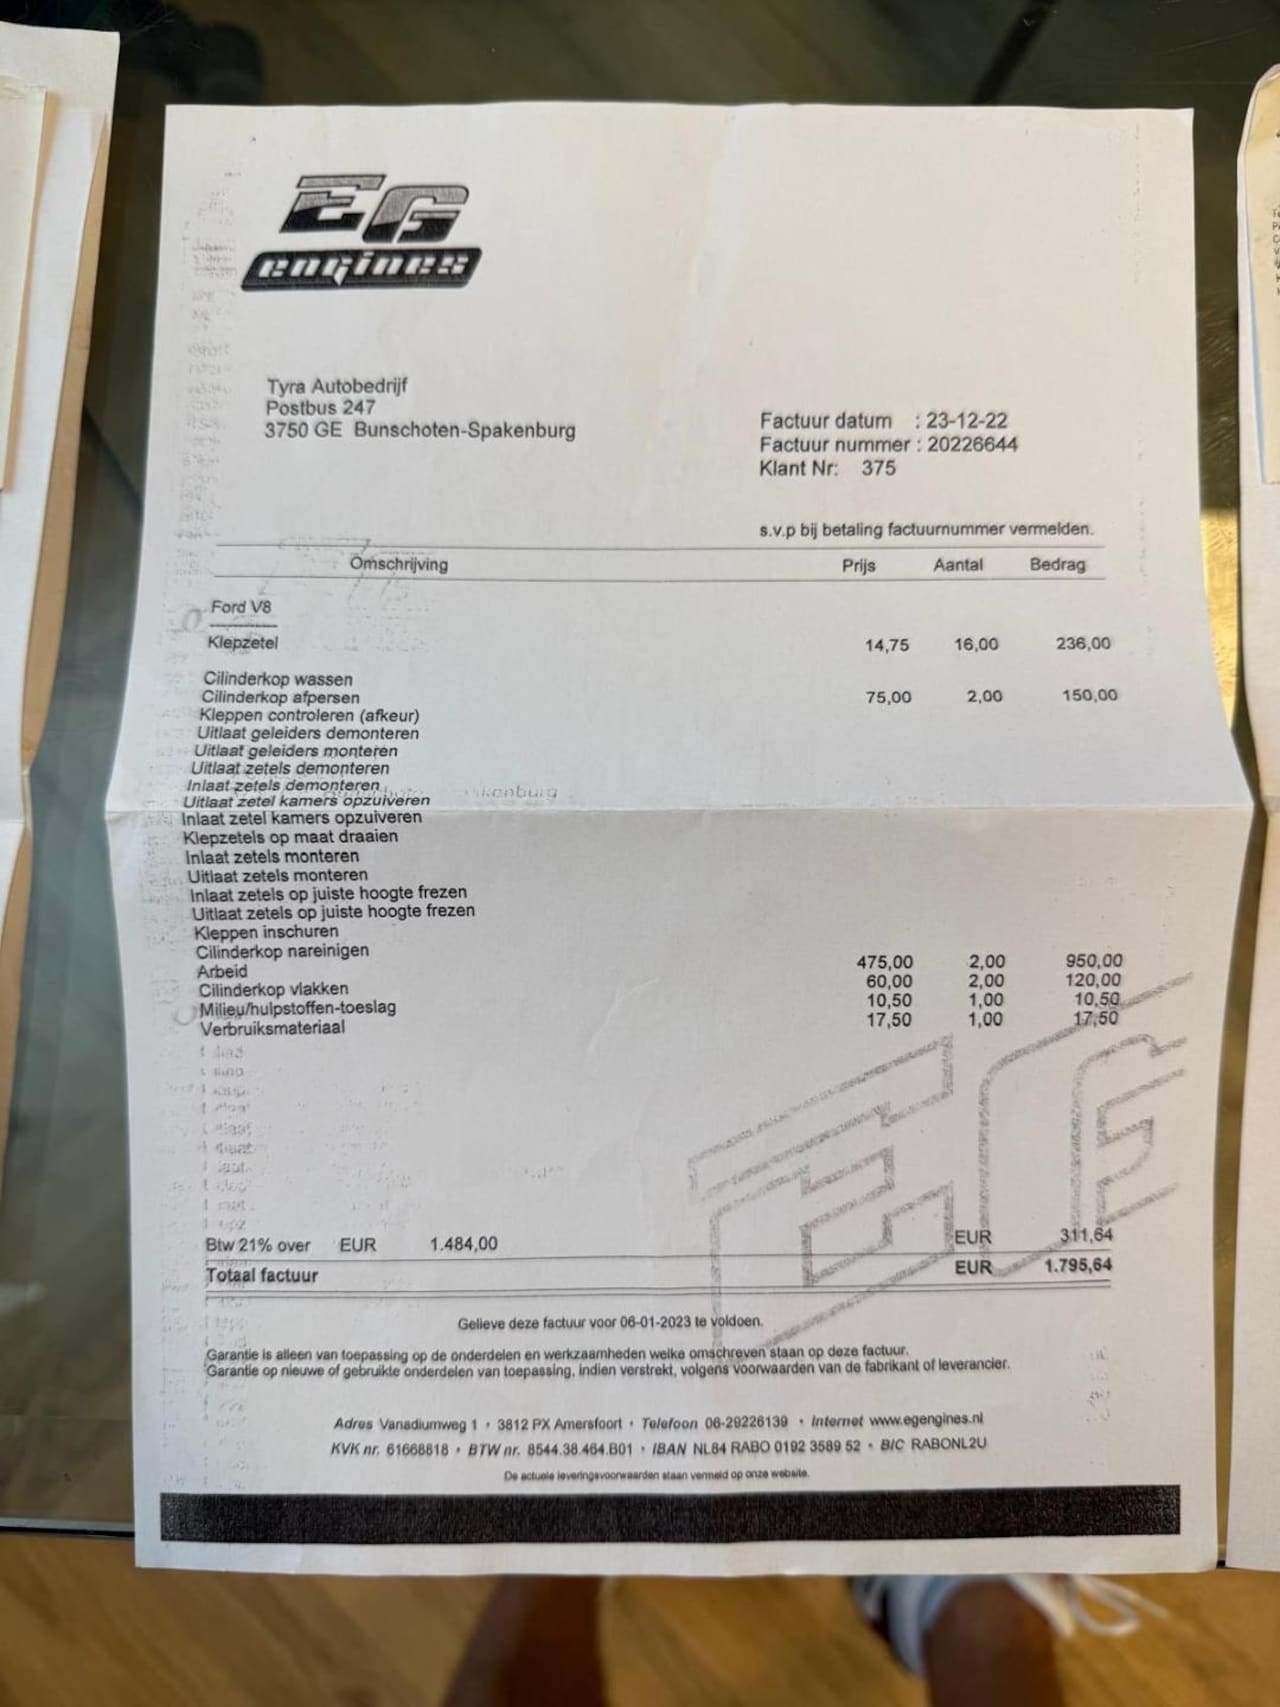 EG
engines
Tyra Autobedrijf
Postbus 247
3750 GE Bunschoten-Spakenburg
Factuur datum : 23-12-22
Factuur nummer : 20226644
Klant Nr: 375
s.v.p bij betaling factuurnummer vermelden.
Omschrijving Prijs Aantal Bedrag
Ford V8
Klepzetel 14,75 16,00 236,00
Cilinderkop wassen
Cilinderkop afpersen 75,00 2,00 150,00
Kleppen controleren (afkeur)
Uitlaat geleiders demonteren
Uitlaat geleiders monteren
Uitlaat zetels demonteren
Inlaat zetels demonteren
Uitlaat zetel kamers opzuiveren
Inlaat zetel kamers opzuiveren
Klepzetels op maat draaien
Inlaat zetels monteren
Uitlaat zetels monteren
Inlaat zetels op juiste hoogte frezen
Uitlaat zetels op juiste hoogte frezen
Kleppen inschuren
Cilinderkop nareinigen
Arbeid 475,00 2,00 950,00
Cilinderkop vlakken 60,00 2,00 120,00
Milieu/hulpstoffen-toeslag 10,50 1,00 10,50
Verbruiksmateriaal 17,50 1,00 17,50
Btw 21% over EUR 1.484,00 EUR 311,64
Totaal factuur EUR 1.795,64
Gelieve deze factuur voor 06-01-2023 te voldoen.
Garantie is alleen van toepassing op de onderdelen en werkzaamheden welke omschreven staan op deze factuur.
Garantie op nieuwe of gebruikte onderdelen van toepassing, indien verstrekt, volgens voorwaarden van de fabrikant of leverancier.
Adres Vanadiumweg 1 • 3812 PX Amersfoort • Telefoon 06-29226139 • Internet www.egengines.nl
KVK nr. 61668818 • BTW nr. 8544.38.464.B01 • IBAN NL84 RABO 0192 3589 52 • BIC RABONL2U
De actuele leveringsvoorwaarden staan vermeld op onze website.